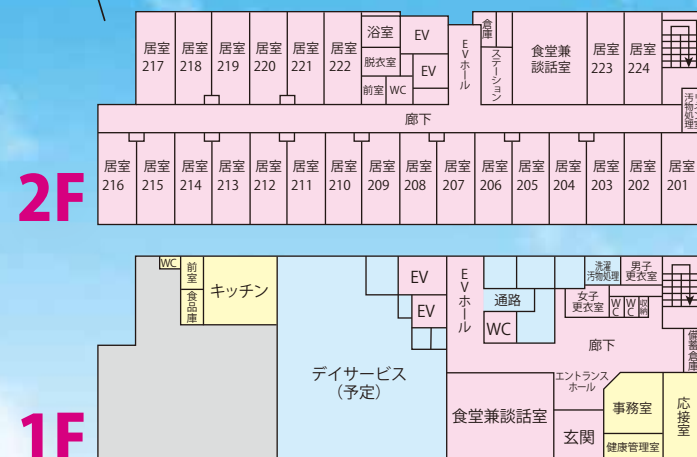 2F
居室
217
居室
218
居室
219
居室
220
居室
221
居室
222
浴室
脱衣室
前室
WC
EV
EV
EVホール
倉庫
ステーション
食堂兼
談話室
居室
223
居室
224
廊下
居室
216
居室
215
居室
214
居室
213
居室
212
居室
211
居室
210
居室
209
居室
208
居室
207
居室
206
居室
205
居室
204
居室
203
居室
202
居室
201
1F
WC
前室
食品庫
キッチン
デイサービス
(予定)
EV
EV
EVホール
通路
WC
洗濯
汚物処理
男子
更衣室
女子
更衣室
WC
WC
収納
廊下
備蓄倉庫
エントランス
ホール
食堂兼談話室
玄関
事務室
健康管理室
応接室